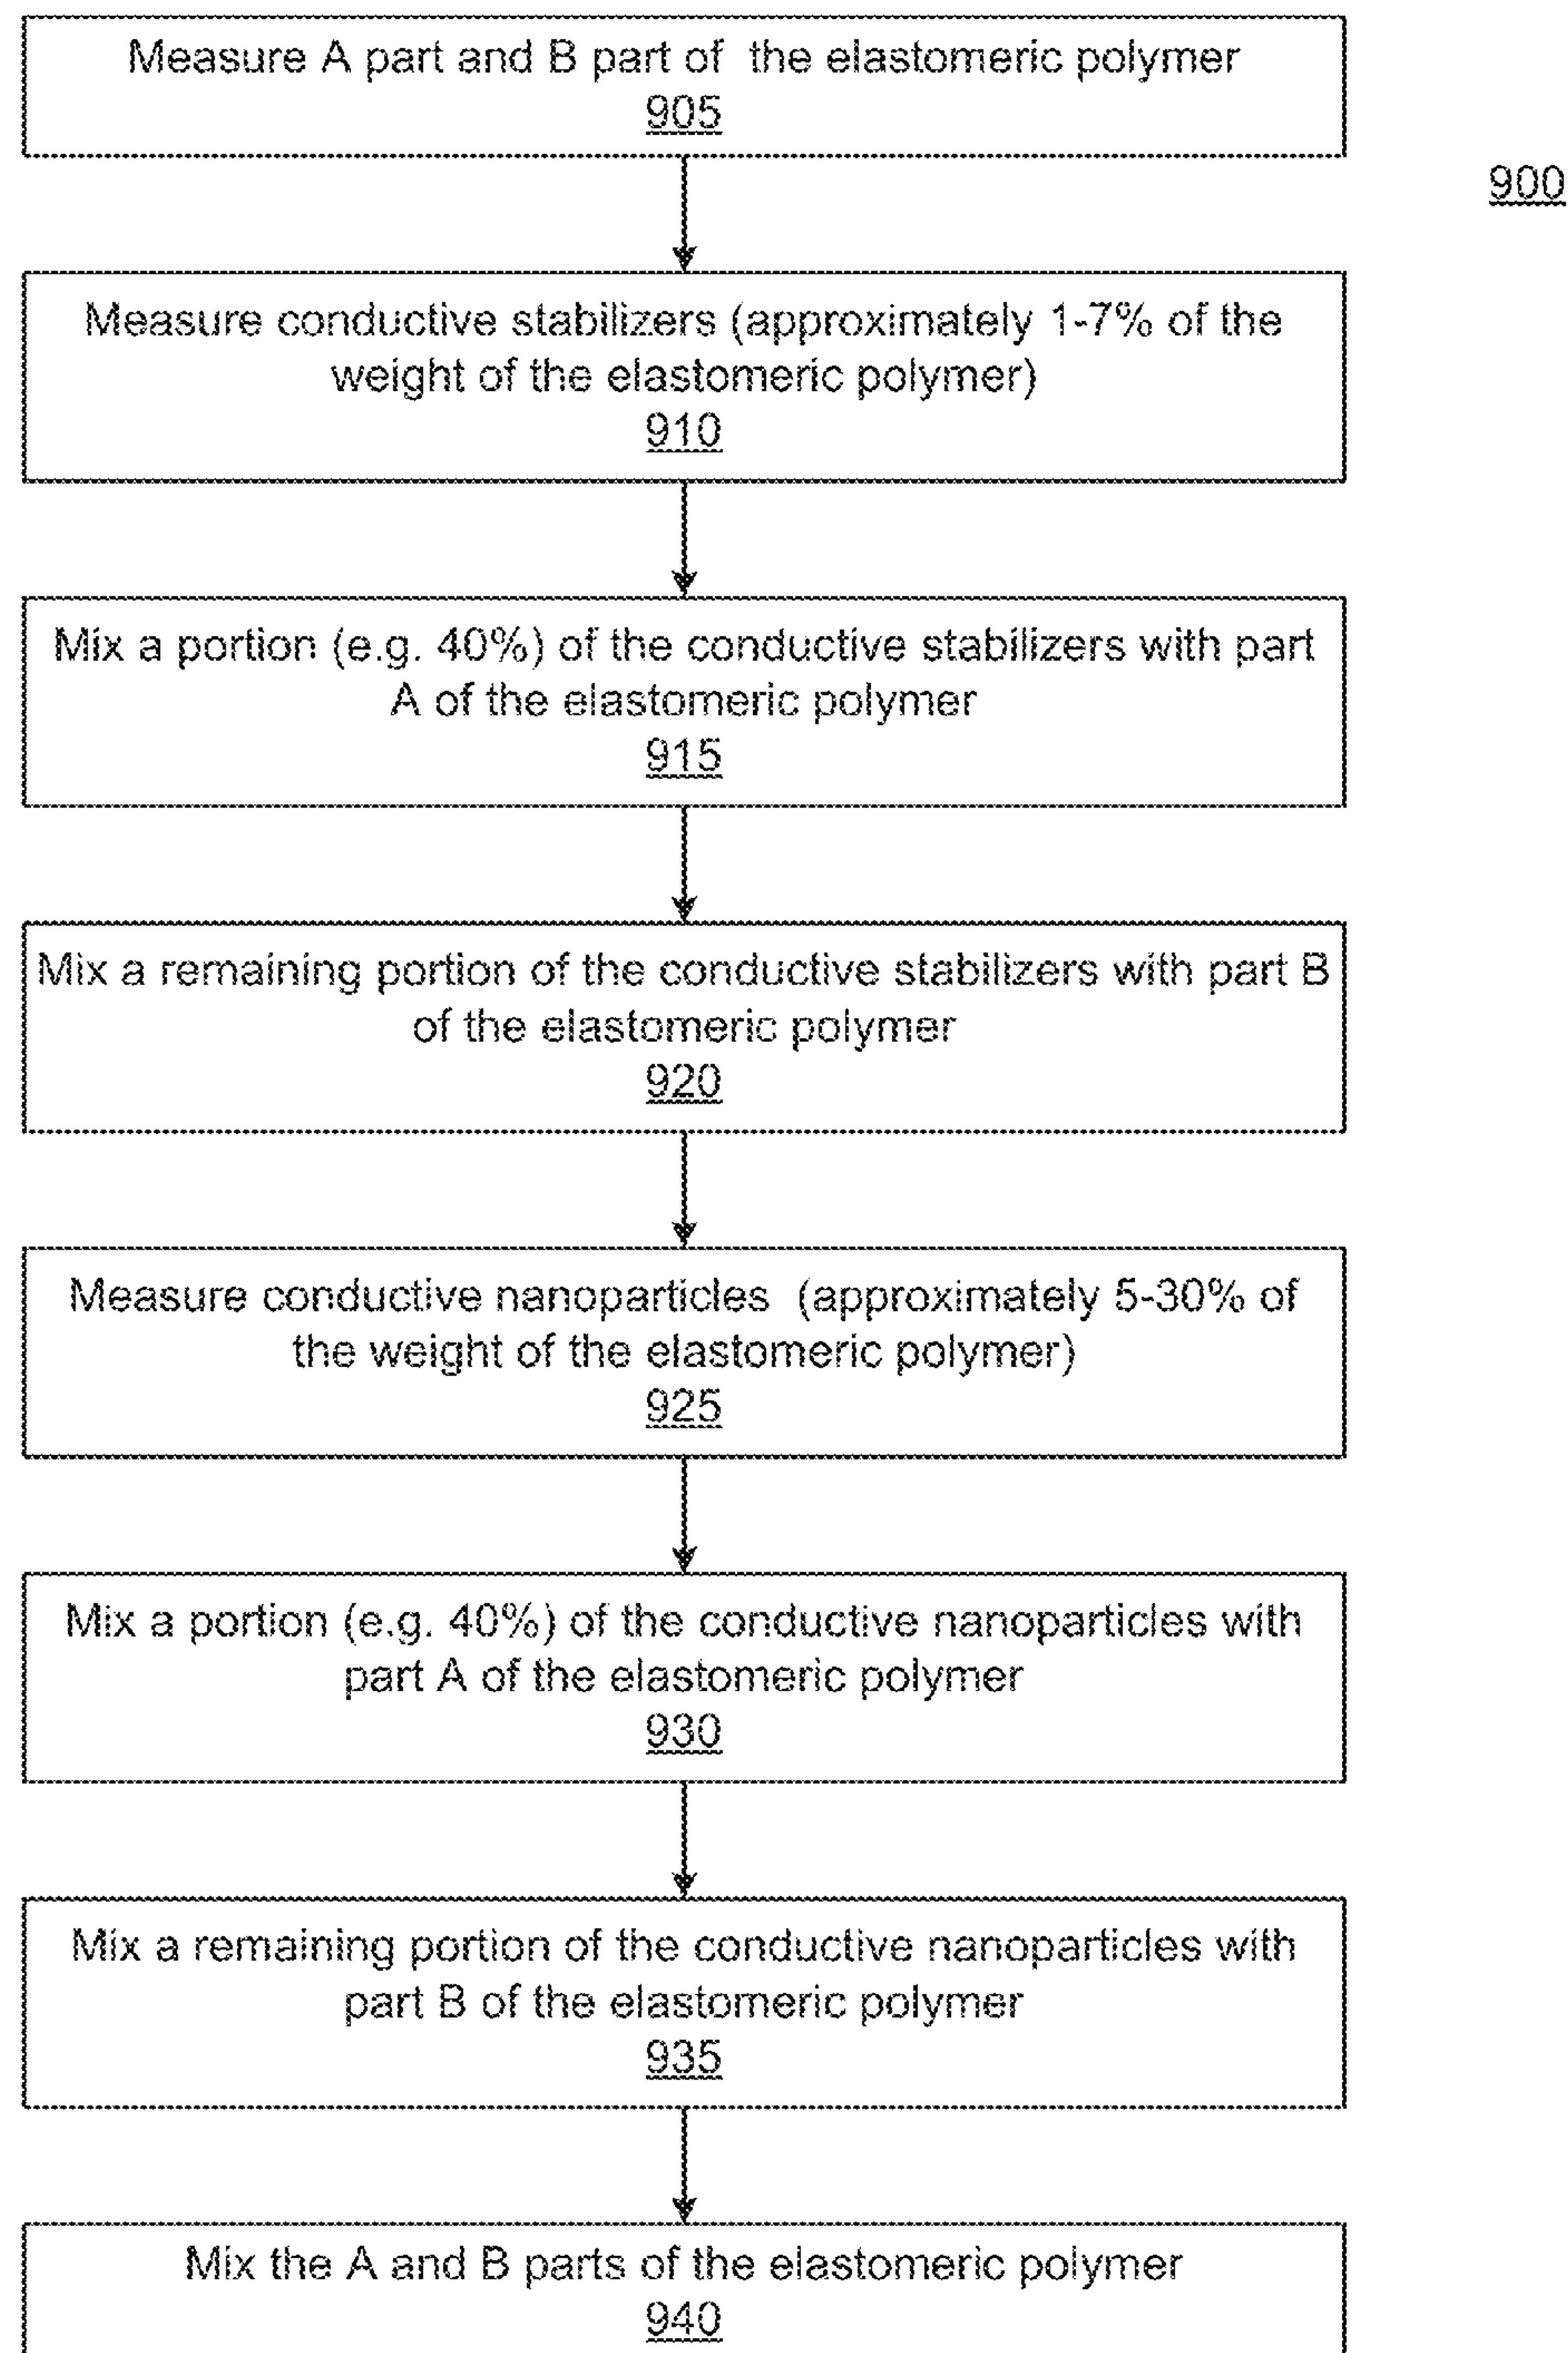 Measure A part and B part of the elastomeric polymer
905
900
Measure conductive stabilizers (approximately 1-7% of the
weight of the elastomeric polymer)
910
Mix a portion (e.g. 40%) of the conductive stabilizers with part
A of the elastomeric polymer
915
Mix a remaining portion of the conductive stabilizers with part B
of the elastomeric polymer
920
Measure conductive nanoparticles (approximately 5-30% of
the weight of the elastomeric polymer)
925
Mix a portion (e.g. 40%) of the conductive nanoparticles with
part A of the elastomeric polymer
930
Mix a remaining portion of the conductive nanoparticles with
part B of the elastomeric polymer
935
Mix the A and B parts of the elastomeric polymer
940